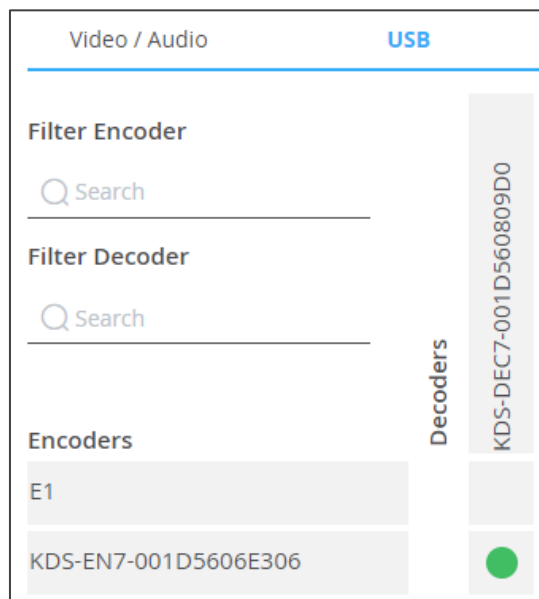 Video / Audio
USB
Filter Encoder
Search
Filter Decoder
Search
Encoders
Decoders
KDS-DEC7-001D560809D0
E1
KDS-EN7-001D5606E306